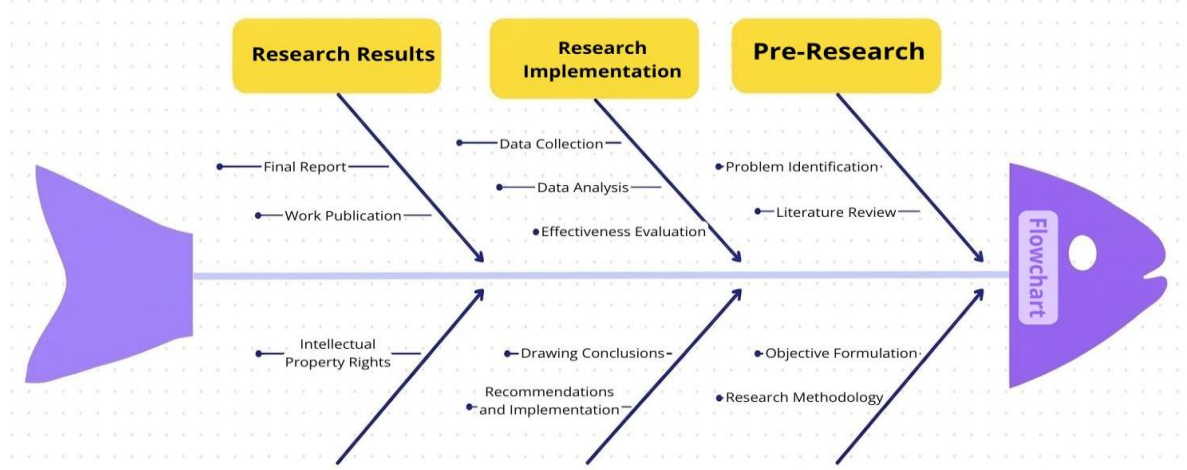 Research Results
Research
Implementation
Pre-Research
Final Report
Work Publication
Data Collection
Data Analysis
Effectiveness Evaluation
Problem Identification
Literature Review
Flowchart
Intellectual
Property Rights
Drawing Conclusions
Recommendations
and Implementation
Objective Formulation
Research Methodology